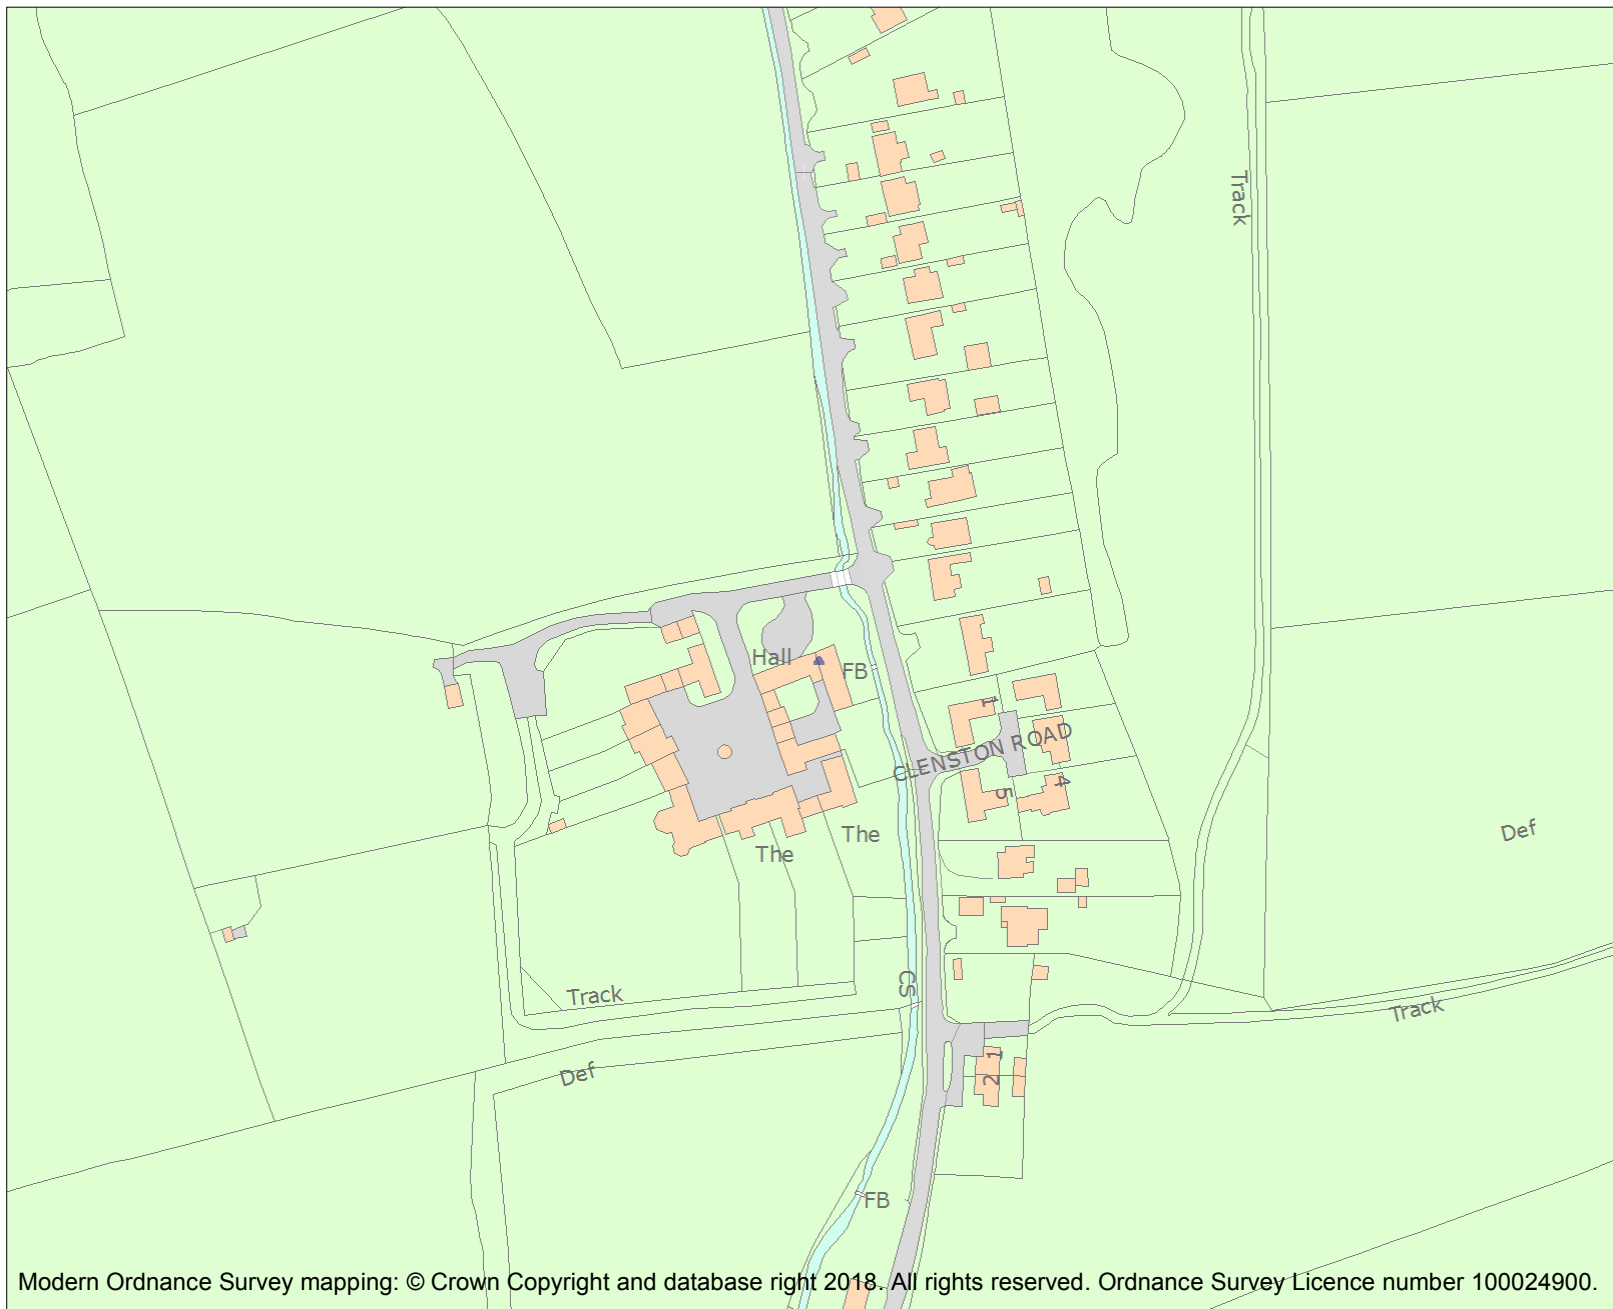 Track
Hall
FB
1
CLENSTON ROAD
4
5
Def
The
The
CS
Track
Track
1
2
Def
FB
Modern Ordnance Survey mapping: © Crown Copyright and database right 2018. All rights reserved. Ordnance Survey Licence number 100024900.